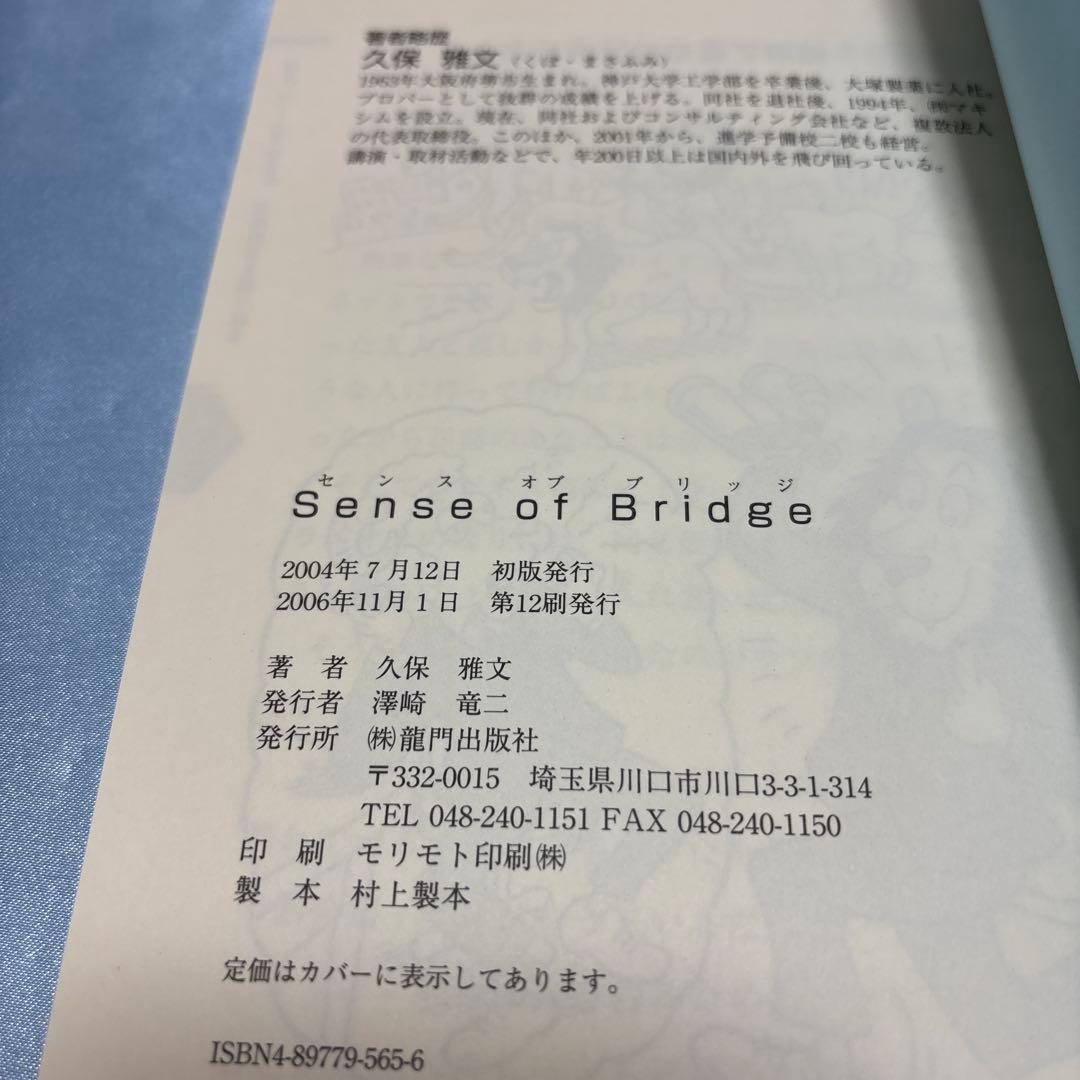 著者略歴
久保 雅文（くぼ・まさふみ）
1963年大阪府堺市生まれ。神戸大学工学部を卒業後、大塚製薬に入社。
プロパーとして抜群の成績を上げる。同社を退社後、1994年、㈲マキ
シムを設立。現在、同社およびコンサルティング会社など、複数法人
の代表取締役。このほか、2001年から、進学予備校二校も経営。
講演・取材活動などで、年200日以上は国内外を飛び回っている。
センス オブ ブリッジ
Sense of Bridge
2004年7月12日 初版発行
2006年11月1日 第12刷発行
著 者 久保 雅文
発行者 澤崎 竜二
発行所 ㈱龍門出版社
〒332-0015 埼玉県川口市川口3-3-1-314
TEL 048-240-1151 FAX 048-240-1150
印 刷 モリモト印刷㈱
製 本 村上製本
定価はカバーに表示してあります。
ISBN4-89779-565-6